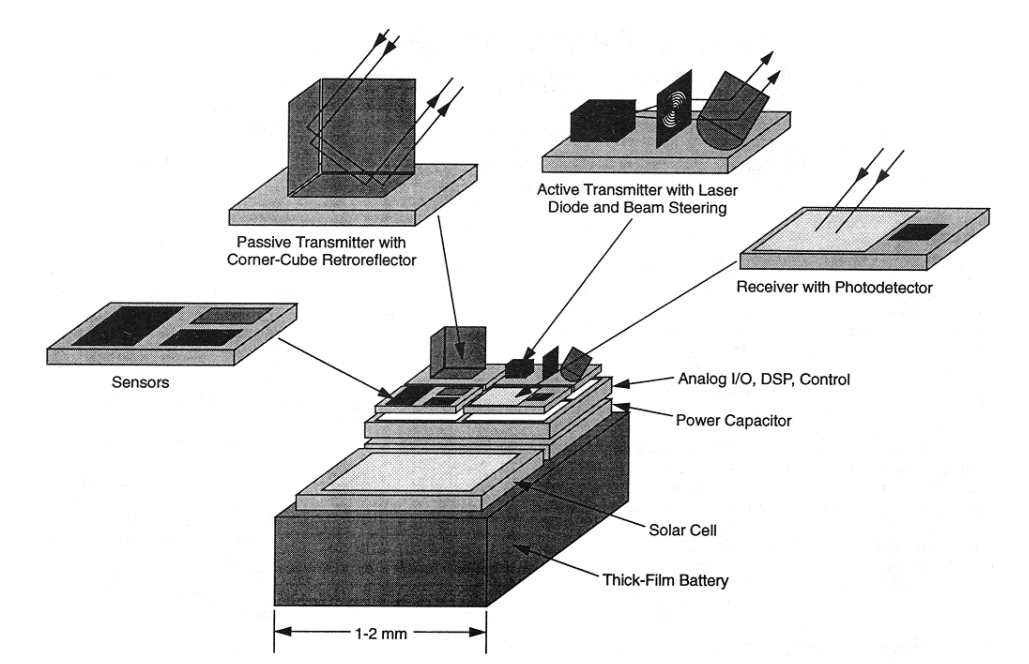 Passive Transmitter with
Corner-Cube Retroreflector
Active Transmitter with Laser
Diode and Beam Steering
Receiver with Photodetector
Sensors
Analog I/O, DSP, Control
Power Capacitor
Solar Cell
Thick-Film Battery
1-2 mm